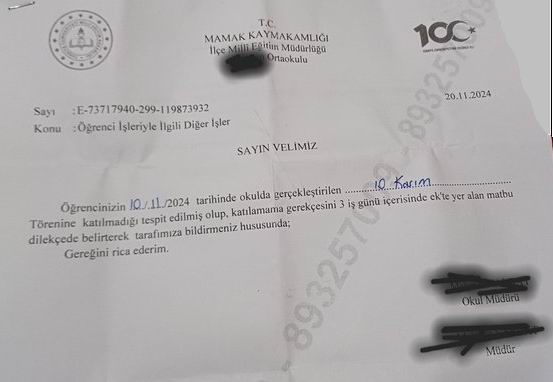 T.C.
MAMAK KAYMAKAMLIĞI
İlçe Milli Eğitim Müdürlüğü
Ortaokulu
100
20.11.2024
Sayı :E-73717940-299-119873932
Konu :Öğrenci İşleriyle İlgili Diğer İşler
SAYIN VELİMİZ
Öğrencinizin 10/11/2024 tarihinde okulda gerçekleştirilen ........10 Kasım........
Törenine katılmadığı tespit edilmiş olup, katılamama gerekçesini 3 iş günü içerisinde ek'te yer alan matbu
dilekçede belirterek tarafımıza bildirmeniz hususunda;
Gereğini rica ederim.
Okul Müdürü
Müdür